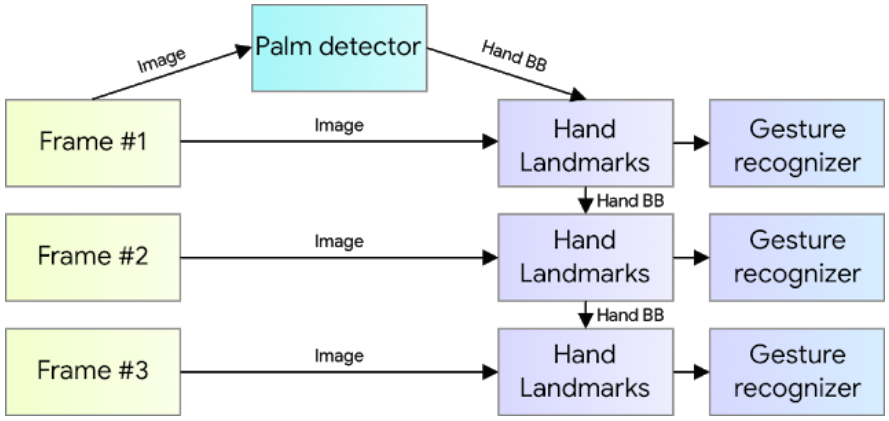 Palm detector
Image
Hand BB
Frame #1
Image
Hand
Landmarks
Gesture
recognizer
Hand BB
Frame #2
Image
Hand
Landmarks
Gesture
recognizer
Hand BB
Frame #3
Image
Hand
Landmarks
Gesture
recognizer